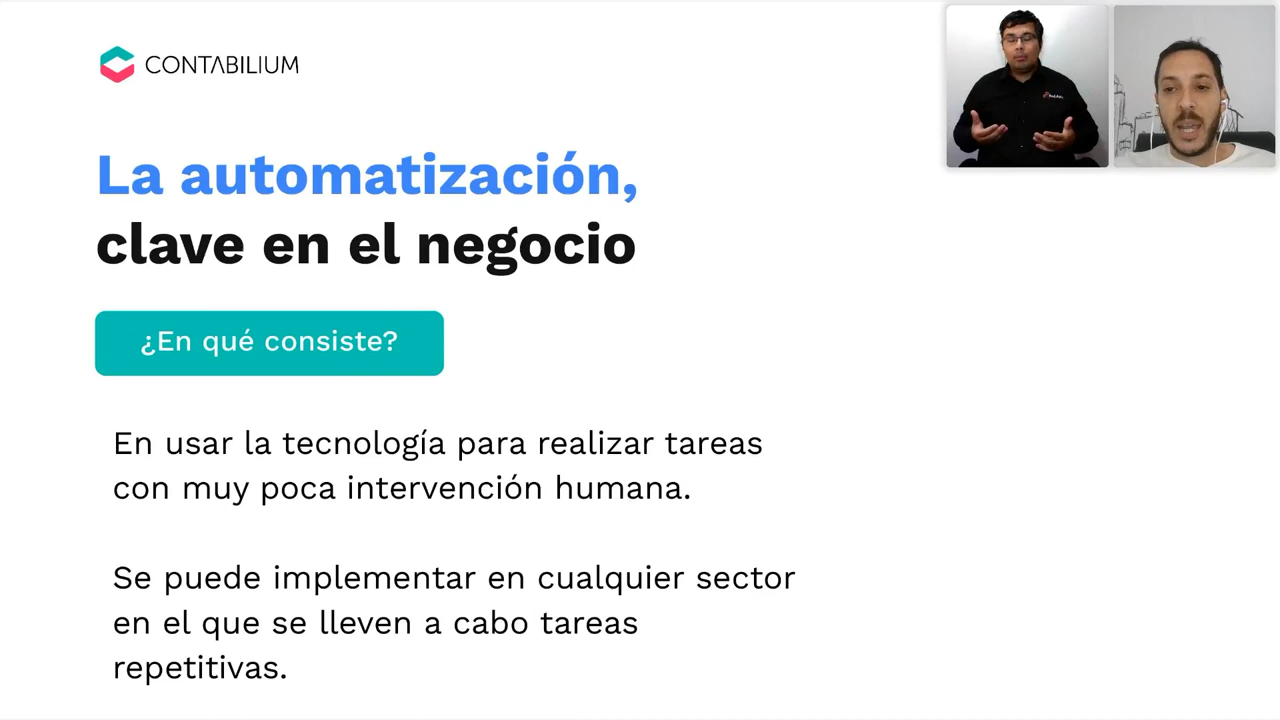 CONTABILIUM
La automatización,
clave en el negocio
¿En qué consiste?
En usar la tecnología para realizar tareas
con muy poca intervención humana.
Se puede implementar en cualquier sector
en el que se lleven a cabo tareas
repetitivas.